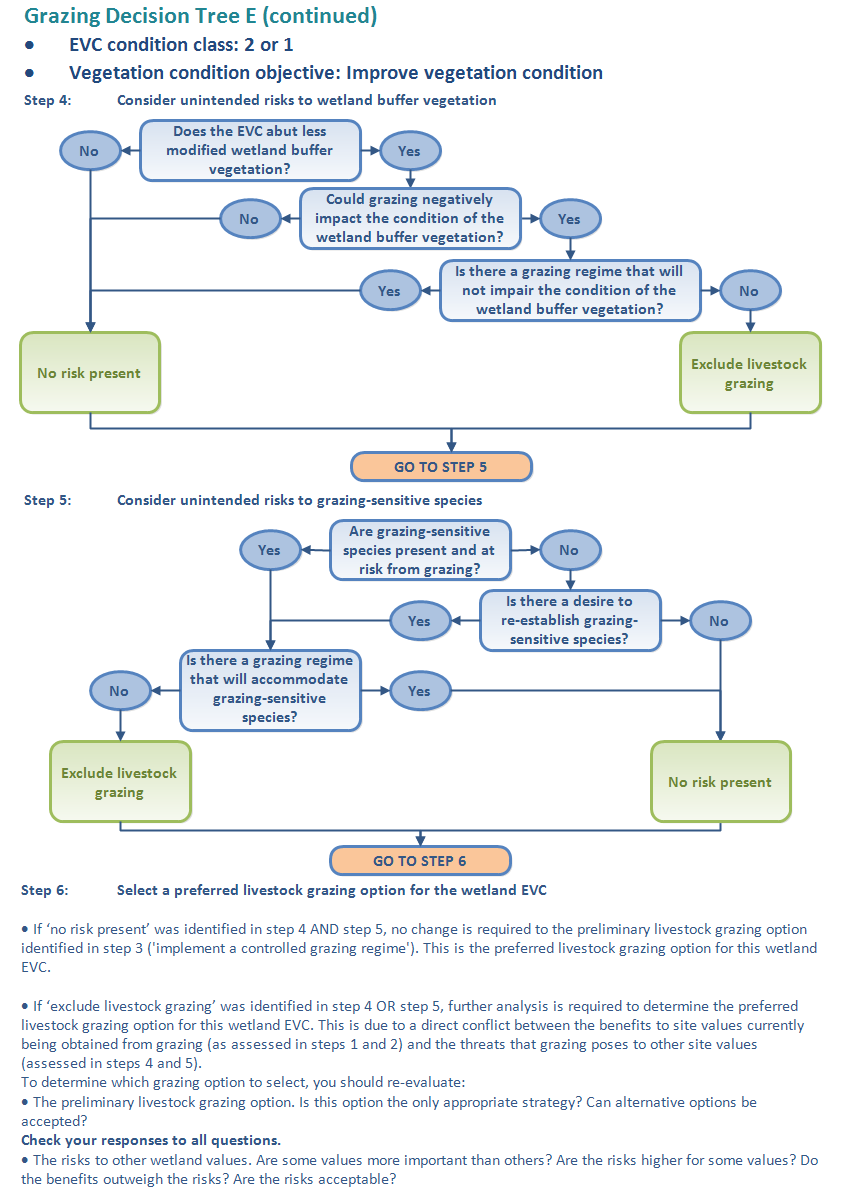 Grazing Decision Tree E (continued)
• EVC condition class: 2 or 1
• Vegetation condition objective: Improve vegetation condition
Step 4: Consider unintended risks to wetland buffer vegetation
Does the EVC abut less
modified wetland buffer
vegetation?
No
Yes
Could grazing negatively
impact the condition of the
wetland buffer vegetation?
No
Yes
Is there a grazing regime that will
not impair the condition of the
wetland buffer vegetation?
Yes
No
No risk present
Exclude livestock
grazing
GO TO STEP 5
Step 5: Consider unintended risks to grazing-sensitive species
Are grazing-sensitive
species present and at
risk from grazing?
Yes
No
Is there a desire to
re-establish grazing-
sensitive species?
Yes
No
Is there a grazing regime
that will accommodate
grazing-sensitive
species?
No
Yes
Exclude livestock
grazing
No risk present
GO TO STEP 6
Step 6: Select a preferred livestock grazing option for the wetland EVC
• If ‘no risk present’ was identified in step 4 AND step 5, no change is required to the preliminary livestock grazing option
identified in step 3 ('implement a controlled grazing regime'). This is the preferred livestock grazing option for this wetland
EVC.
• If ‘exclude livestock grazing’ was identified in step 4 OR step 5, further analysis is required to determine the preferred
livestock grazing option for this wetland EVC. This is due to a direct conflict between the benefits to site values currently
being obtained from grazing (as assessed in steps 1 and 2) and the threats that grazing poses to other site values
(assessed in steps 4 and 5).
To determine which grazing option to select, you should re-evaluate:
• The preliminary livestock grazing option. Is this option the only appropriate strategy? Can alternative options be
accepted?
Check your responses to all questions.
• The risks to other wetland values. Are some values more important than others? Are the risks higher for some values? Do
the benefits outweigh the risks? Are the risks acceptable?